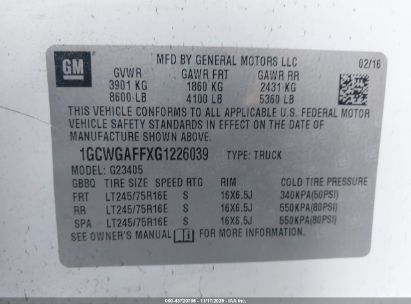 GM
MFD BY GENERAL MOTORS LLC 02/16
GVWR GAWR FRT GAWR RR
3901 KG 1860 KG 2431 KG
8600 LB 4100 LB 5360 LB
THIS VEHICLE CONFORMS TO ALL APPLICABLE U.S. FEDERAL MOTOR
VEHICLE SAFETY STANDARDS IN EFFECT ON THE DATE OF
MANUFACTURE SHOWN ABOVE.
1GCWGAFFXG1226039 TYPE: TRUCK
MODEL: G23405
GBBQ TIRE SIZE SPEED RTG RIM COLD TIRE PRESSURE
FRT LT245/75R16E S 16X6.5J 340KPA(50PSI)
RR LT245/75R16E S 16X6.5J 550KPA(80PSI)
SPA LT245/75R16E S 16X6.5J 550KPA(80PSI)
SEE OWNER'S MANUAL FOR MORE INFORMATION